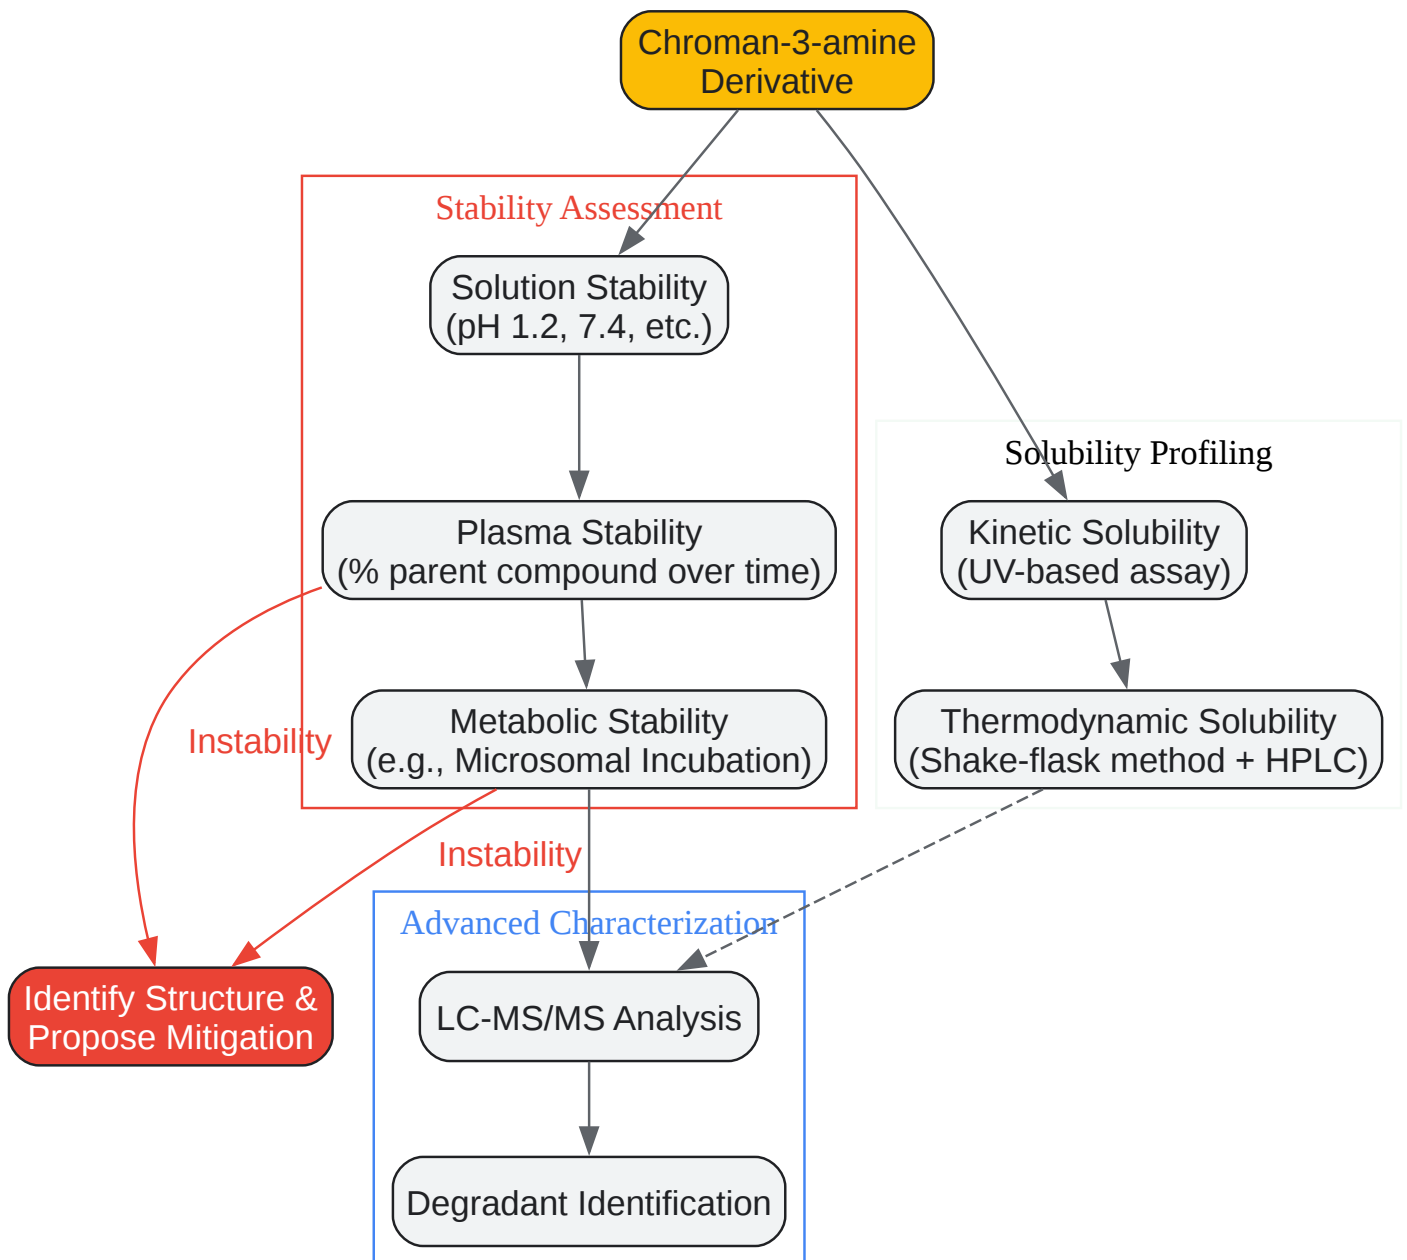 Chroman-3-amine
Derivative
Stability Assessment
Solution Stability
(pH 1.2, 7.4, etc.)
Solubility Profiling
Plasma Stability
(% parent compound over time)
Kinetic Solubility
(UV-based assay)
Instability
Metabolic Stability
(e.g., Microsomal Incubation)
Thermodynamic Solubility
(Shake-flask method + HPLC)
Instability
Advanced Characterization
Identify Structure &
Propose Mitigation
LC-MS/MS Analysis
Degradant Identification